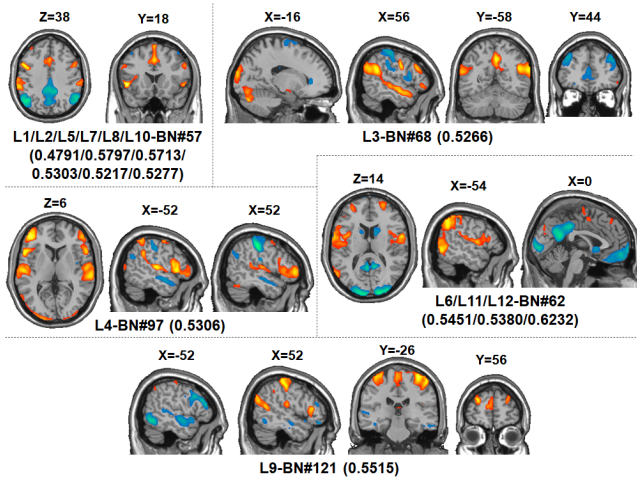 Z=38
Y=18
L1/L2/L5/L7/L8/L10-BN#57
(0.4791/0.5797/0.5713/
0.5303/0.5217/0.5277)
X=-16
X=56
Y=-58
Y=44
L3-BN#68 (0.5266)
Z=6
X=-52
X=52
L4-BN#97 (0.5306)
Z=14
X=-54
X=0
L6/L11/L12-BN#62
(0.5451/0.5380/0.6232)
X=-52
X=52
Y=-26
Y=56
L9-BN#121 (0.5515)